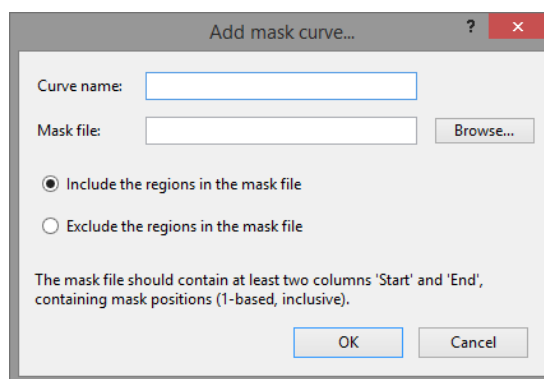 Add mask curve...
?
Curve name:
Mask file:
Browse...
Include the regions in the mask file
Exclude the regions in the mask file
The mask file should contain at least two columns 'Start' and 'End',
containing mask positions (1-based, inclusive).
OK
Cancel